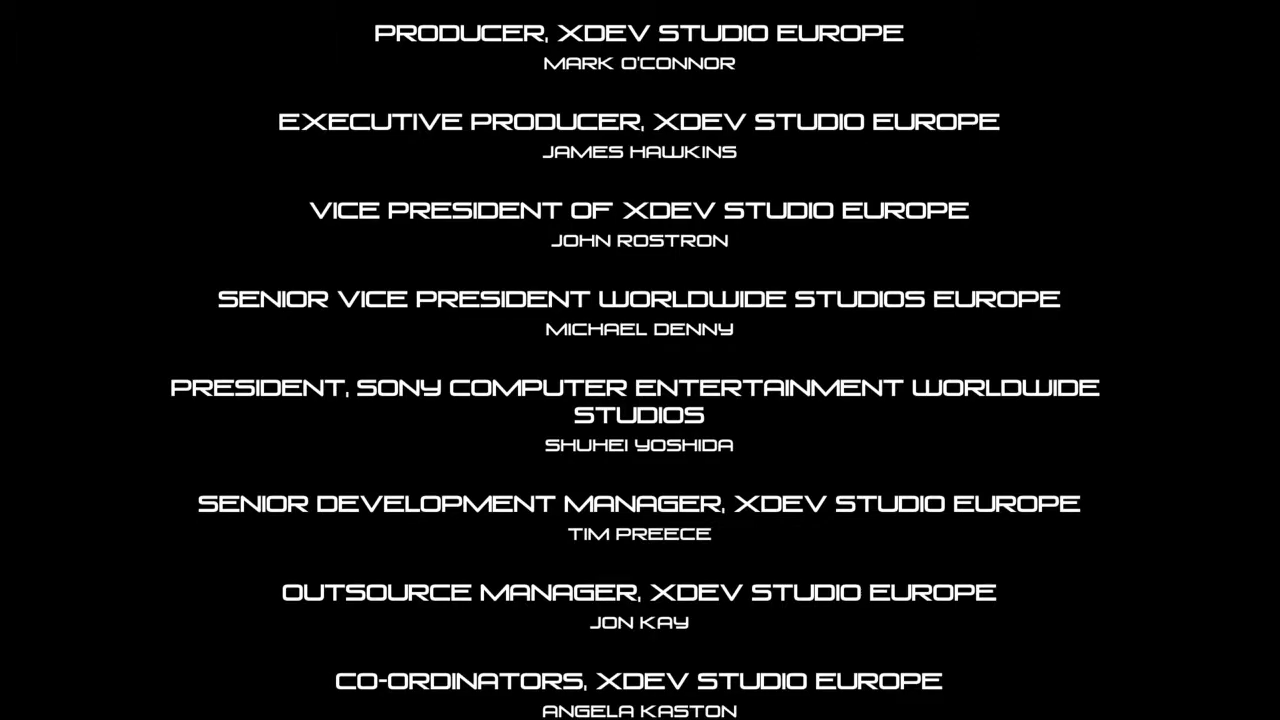 PRODUCER, XDEV STUDIO EUROPE
MARK O'CONNOR
EXECUTIVE PRODUCER, XDEV STUDIO EUROPE
JAMES HAWKINS
VICE PRESIDENT OF XDEV STUDIO EUROPE
JOHN ROSTRON
SENIOR VICE PRESIDENT WORLDWIDE STUDIOS EUROPE
MICHAEL DENNY
PRESIDENT, SONY COMPUTER ENTERTAINMENT WORLDWIDE
STUDIOS
SHUHEI YOSHIDA
SENIOR DEVELOPMENT MANAGER, XDEV STUDIO EUROPE
TIM PREECE
OUTSOURCE MANAGER, XDEV STUDIO EUROPE
JON KAY
CO-ORDINATORS, XDEV STUDIO EUROPE
ANGELA KASTON